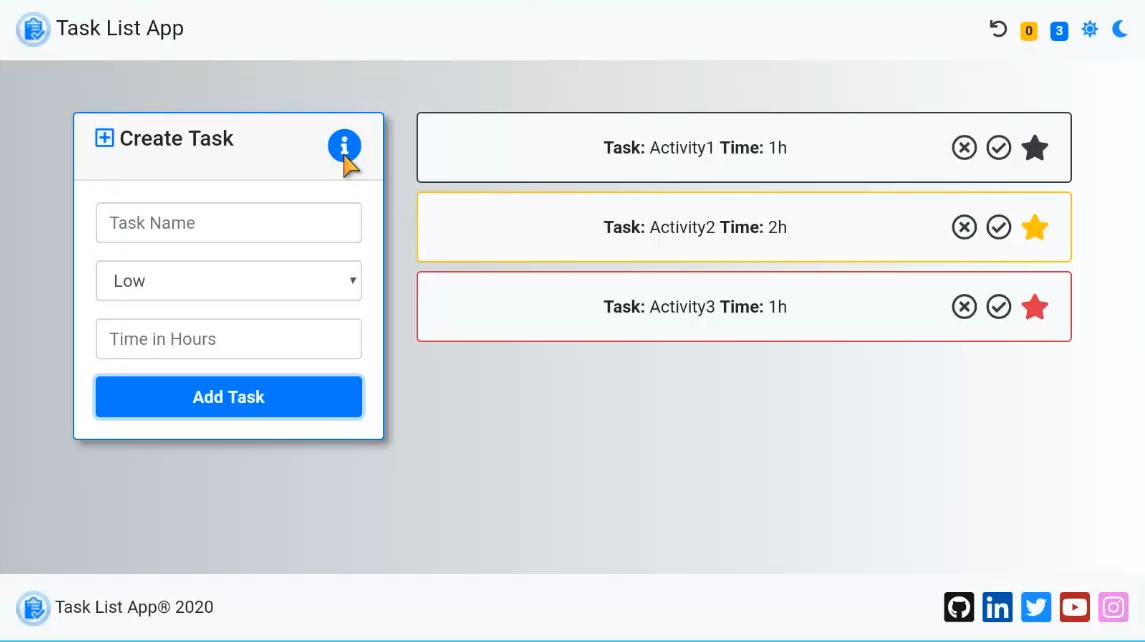 Task List App
0
3
Create Task
Task Name
Low
Time in Hours
Add Task
Task: Activity1 Time: 1h
Task: Activity2 Time: 2h
Task: Activity3 Time: 1h
Task List App® 2020